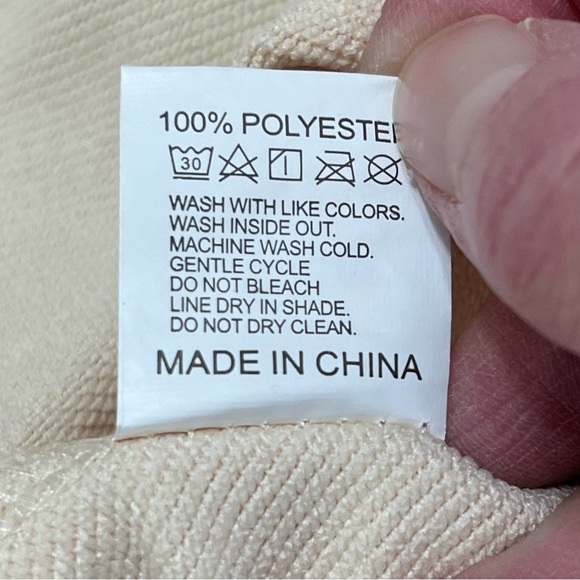 100% POLYESTER
30
WASH WITH LIKE COLORS.
WASH INSIDE OUT.
MACHINE WASH COLD.
GENTLE CYCLE
DO NOT BLEACH
LINE DRY IN SHADE.
DO NOT DRY CLEAN.
MADE IN CHINA